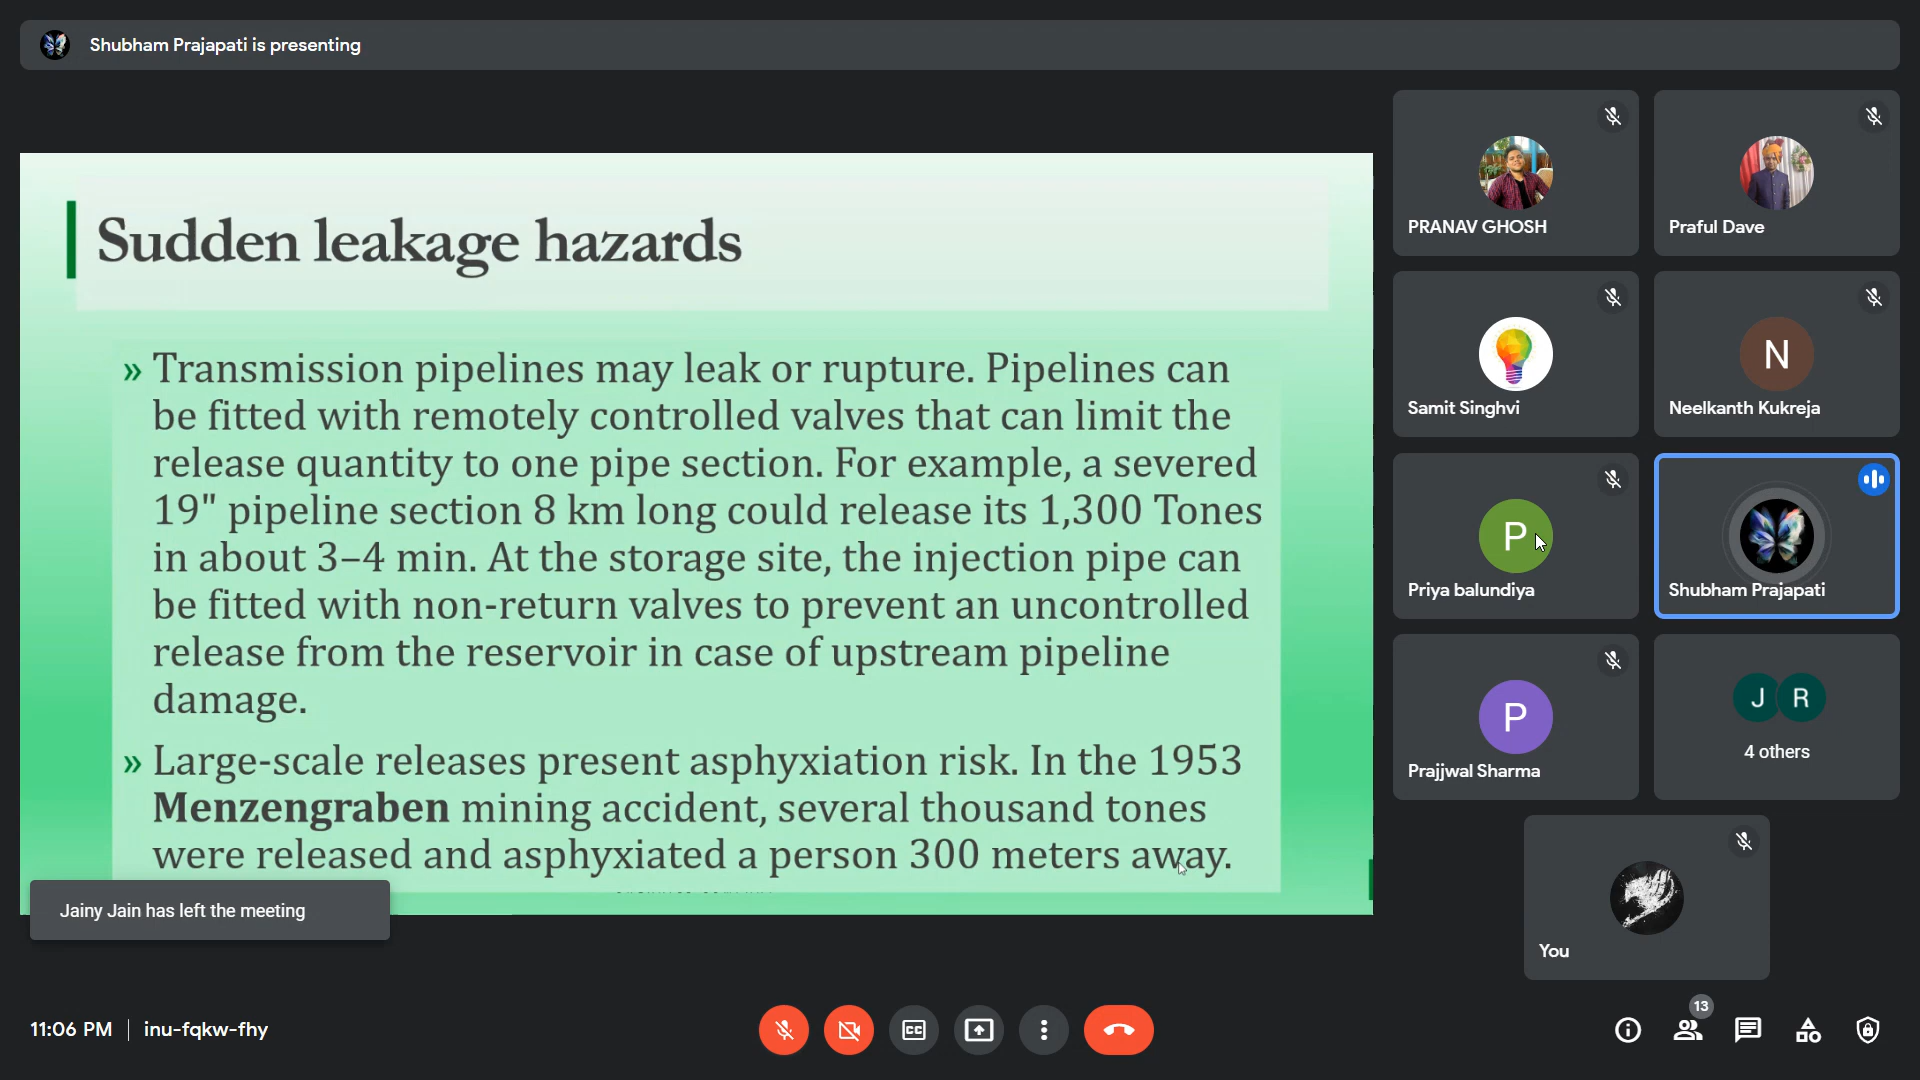 Shubham Prajapati is presenting
Sudden leakage hazards
» Transmission pipelines may leak or rupture. Pipelines can
be fitted with remotely controlled valves that can limit the
release quantity to one pipe section. For example, a severed
19" pipeline section 8 km long could release its 1,300 Tones
in about 3–4 min. At the storage site, the injection pipe can
be fitted with non-return valves to prevent an uncontrolled
release from the reservoir in case of upstream pipeline
damage.
» Large-scale releases present asphyxiation risk. In the 1953
Menzengraben mining accident, several thousand tones
were released and asphyxiated a person 300 meters away.
Jainy Jain has left the meeting
PRANAV GHOSH
Praful Dave
Samit Singhvi
N
Neelkanth Kukreja
P
Priya balundiya
Shubham Prajapati
P
Prajjwal Sharma
J R
4 others
You
11:06 PM | inu-fqkw-fhy
CC
13